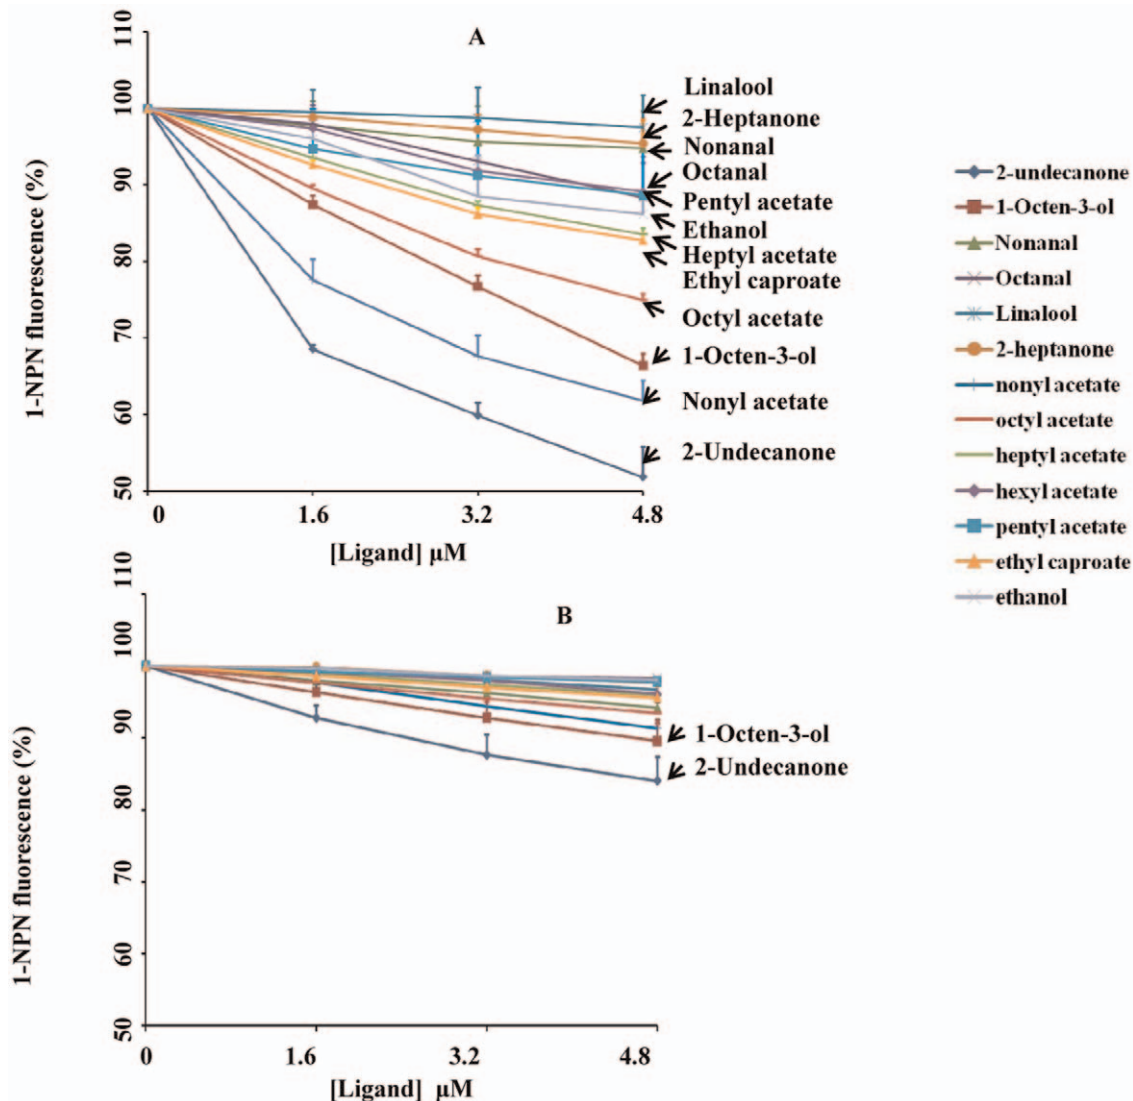 A
110
100
90
80
70
60
50
1-NPN fluorescence (%)
0 1.6 3.2 4.8
[Ligand] µM
Linalool
2-Heptanone
Nonanal
Octanal
Pentyl acetate
Ethanol
Heptyl acetate
Ethyl caproate
Octyl acetate
1-Octen-3-ol
Nonyl acetate
2-Undecanone
2-undecanone
1-Octen-3-ol
Nonanal
Octanal
Linalool
2-heptanone
nonyl acetate
octyl acetate
heptyl acetate
hexyl acetate
pentyl acetate
ethyl caproate
ethanol
B
110
100
90
80
70
60
50
1-NPN fluorescence (%)
1-Octen-3-ol
2-Undecanone
0 1.6 3.2 4.8
[Ligand] µM